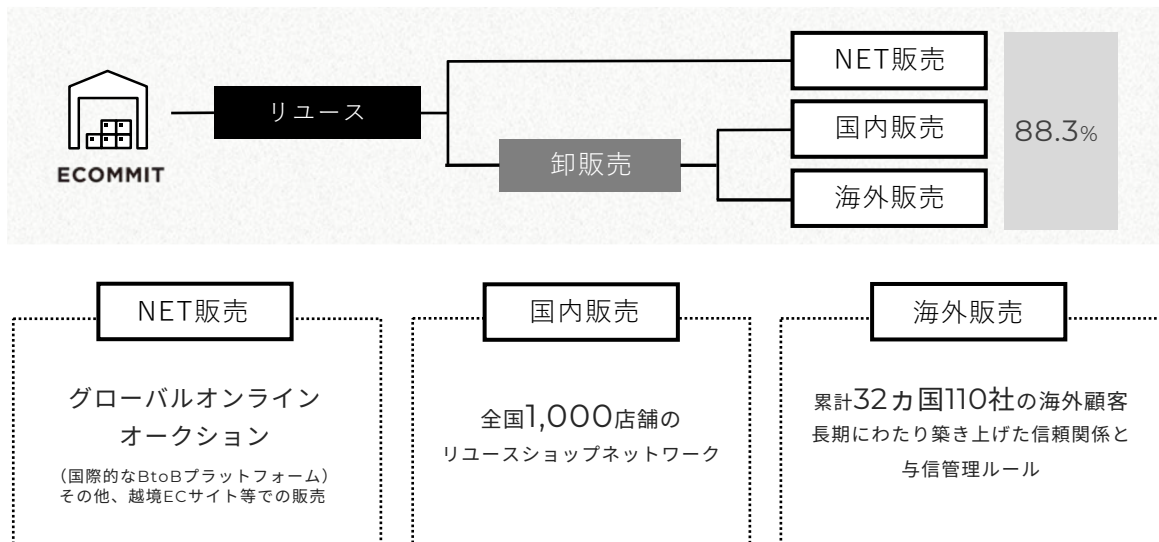 NET販売
リユース
国内販売
88.3%
卸販売
ECOMMIT
海外販売
NET販売
グローバルオンライン
オークション
（国際的なBtoBプラットフォーム）
その他、越境ECサイト等での販売
国内販売
全国1,000店舗の
リユースショップネットワーク
海外販売
累計32ヵ国110社の海外顧客
長期にわたり築き上げた信頼関係と
与信管理ルール